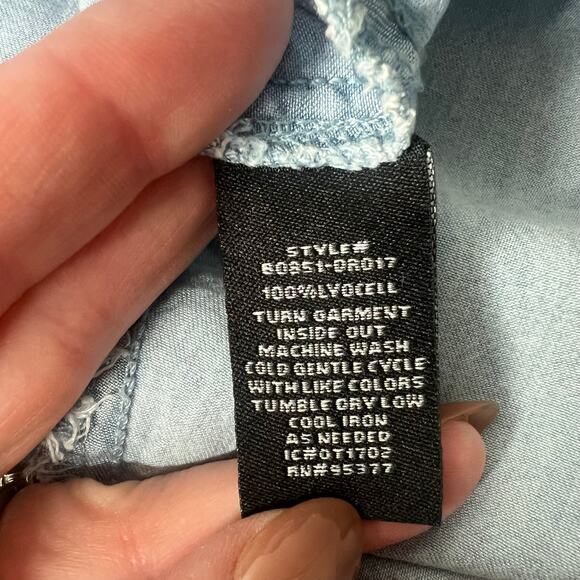 STYLE#
60851-DR017
100%LYOCELL
TURN GARMENT
INSIDE OUT
MACHINE WASH
COLD GENTLE CYCLE
WITH LIKE COLORS
TUMBLE DRY LOW
COOL IRON
AS NEEDED
IC#OT1702
RN#95377